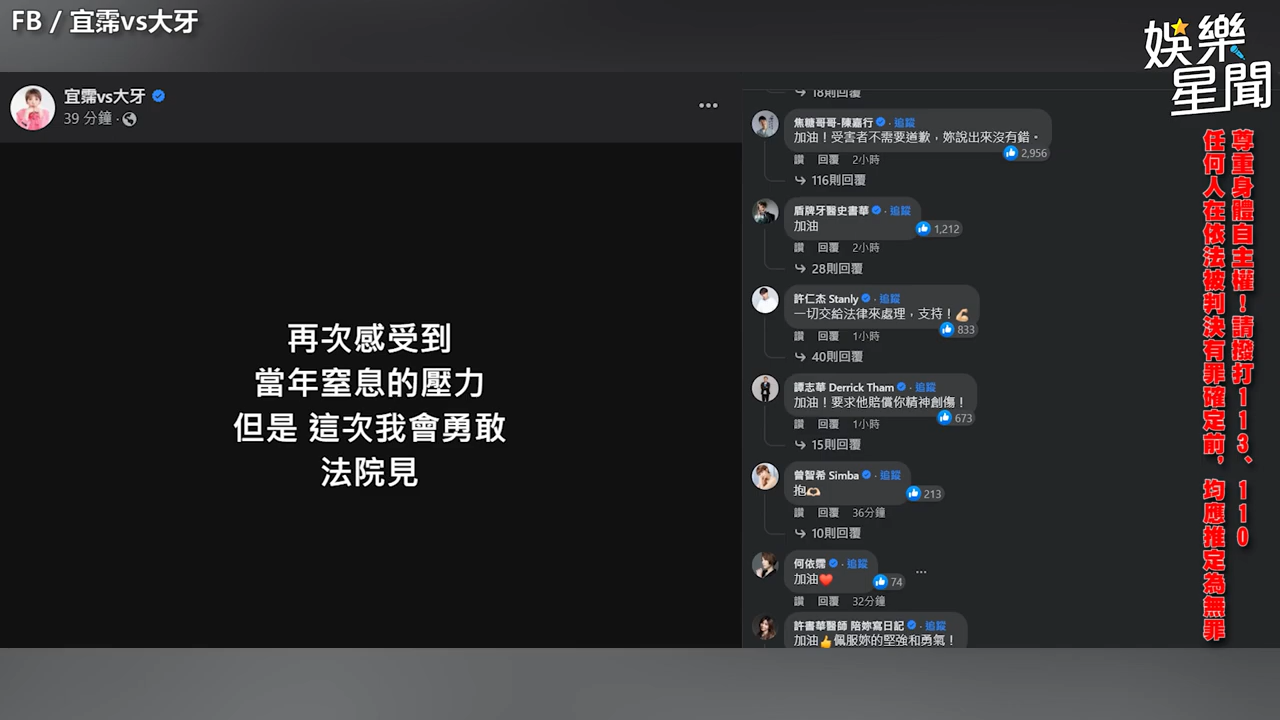 FB / 宜霈vs大牙
娛樂
星聞
宜霈vs大牙
39 分鐘 ·
再次感受到
當年窒息的壓力
但是 這次我會勇敢
法院見
18則回覆
焦糖哥哥-陳嘉行 · 追蹤
加油！受害者不需要道歉，妳說出來沒有錯。
2,956
讚 回覆 2小時
116則回覆
盾牌牙醫史書華 · 追蹤
加油
1,212
讚 回覆 2小時
28則回覆
許仁杰 Stanly · 追蹤
一切交給法律來處理，支持！💪🏼
833
讚 回覆 1小時
40則回覆
譚志華 Derrick Tham · 追蹤
加油！要求他賠償你精神創傷！
673
讚 回覆 1小時
15則回覆
曾智希 Simba · 追蹤
抱🫶🏻
213
讚 回覆 36分鐘
10則回覆
何依霈 · 追蹤
加油❤️
74
讚 回覆 32分鐘
許書華醫師 陪妳寫日記 · 追蹤
加油👍佩服妳的堅強和勇氣！
尊重身體自主權！請撥打113、110
任何人在依法被判決有罪確定前，均應推定為無罪